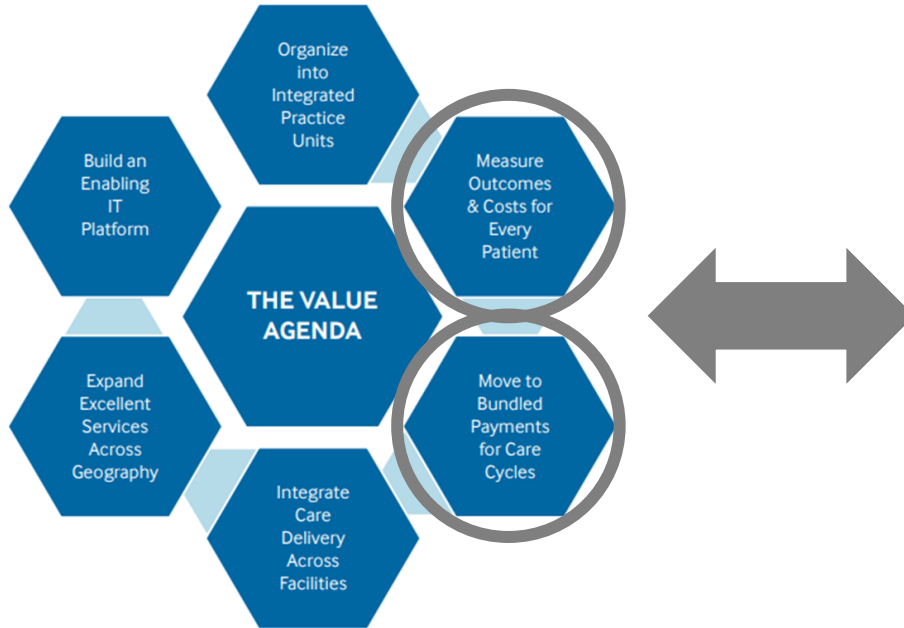 Organize
into
Integrated
Practice
Units
Measure
Outcomes
& Costs for
Every
Patient
Build an
Enabling
IT
Platform
THE VALUE
AGENDA
Move to
Bundled
Payments
for Care
Cycles
Expand
Excellent
Services
Across
Geography
Integrate
Care
Delivery
Across
Facilities